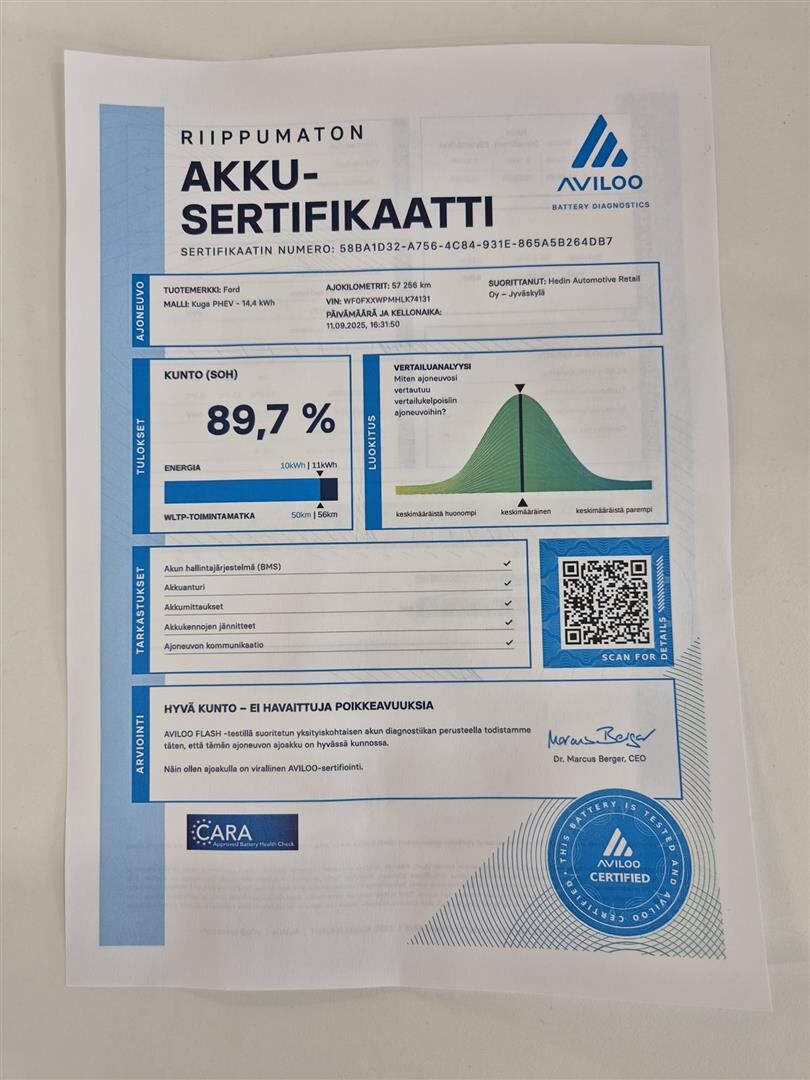 RIIPPUMATON
AKKU-
SERTIFIKAATTI
SERTIFIKAATIN NUMERO: 58BA1D32-A756-4C84-931E-865A5B264DB7
AVILOO
BATTERY DIAGNOSTICS
AJONEUVO
TUOTEMERKKI: Ford
MALLI: Kuga PHEV - 14,4 kWh
AJOKILOMETRIT: 57 256 km
VIN: WF0FXXWPMHLK74131
PÄIVÄMÄÄRÄ JA KELLONAIKA:
11.09.2025, 16:31:50
SUORITTANUT: Hedin Automotive Retail
Oy – Jyväskylä
TULOKSET
KUNTO (SOH)
89,7 %
ENERGIA
10kWh | 11kWh
WLTP-TOIMINTAMATKA
50km | 56km
LUOKITUS
VERTAILUANALYYSI
Miten ajoneuvosi
vertautuu
vertailukelpoisiin
ajoneuvoihin?
keskimääräistä huonompi
keskimääräinen
keskimääräistä parempi
TARKASTUKSET
Akun hallintajärjestelmä (BMS)
Akkuanturi
Akkumittaukset
Akkukennojen jännitteet
Ajoneuvon kommunikaatio
SCAN FOR DETAILS
ARVIOINTI
HYVÄ KUNTO – EI HAVAITTUJA POIKKEAVUUKSIA
AVILOO FLASH -testillä suoritetun yksityiskohtaisen akun diagnostiikan perusteella todistamme
täten, että tämän ajoneuvon ajoakku on hyvässä kunnossa.
Näin ollen ajoakulla on virallinen AVILOO-sertifiointi.
Marcus Berger
Dr. Marcus Berger, CEO
CARA
Approved Battery Health Check
THIS BATTERY IS TESTED AND AVILOO CERTIFIED
AVILOO
CERTIFIED